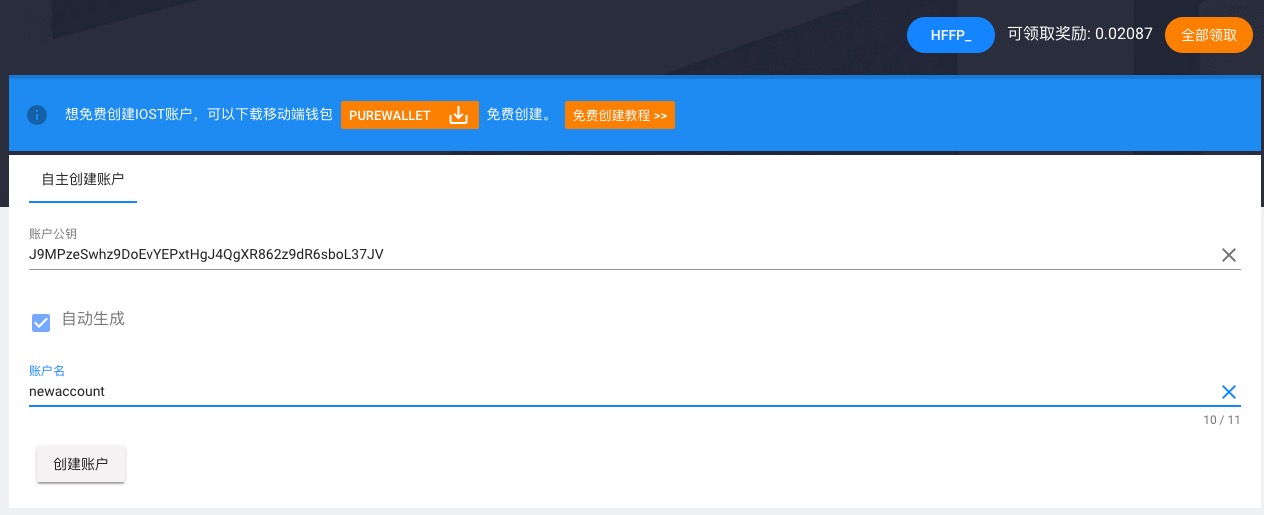 HFFP_ 可领取奖励: 0.02087 全部领取
想免费创建IOST账户，可以下载移动端钱包 PUREWALLET 免费创建。 免费创建教程 >>
自主创建账户
账户公钥
J9MPzeSwhz9DoEvYEPxtHgJ4QgXR862z9dR6sboL37JV
自动生成
账户名
newaccount
10 / 11
创建账户